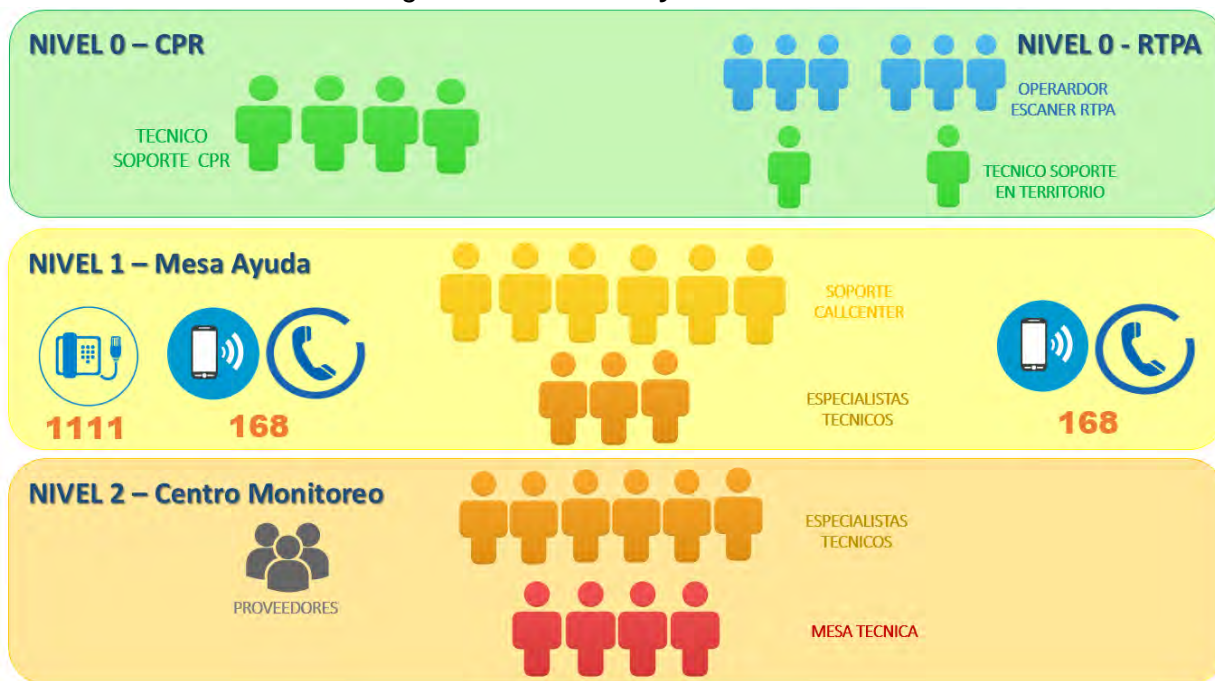 NIVEL 0 – CPR
TECNICO
SOPORTE CPR
NIVEL 0 - RTPA
OPERARDOR
ESCANER RTPA
TECNICO SOPORTE
EN TERRITORIO
NIVEL 1 – Mesa Ayuda
1111
168
SOPORTE
CALLCENTER
ESPECIALISTAS
TECNICOS
168
NIVEL 2 – Centro Monitoreo
PROVEEDORES
ESPECIALISTAS
TECNICOS
MESA TECNICA